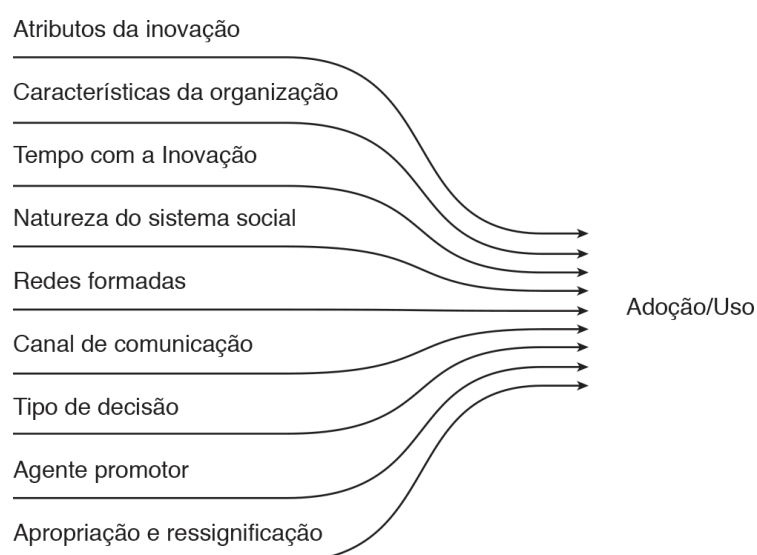 Atributos da inovação
Características da organização
Tempo com a Inovação
Natureza do sistema social
Redes formadas
Adoção/Uso
Canal de comunicação
Tipo de decisão
Agente promotor
Apropriação e ressignificação